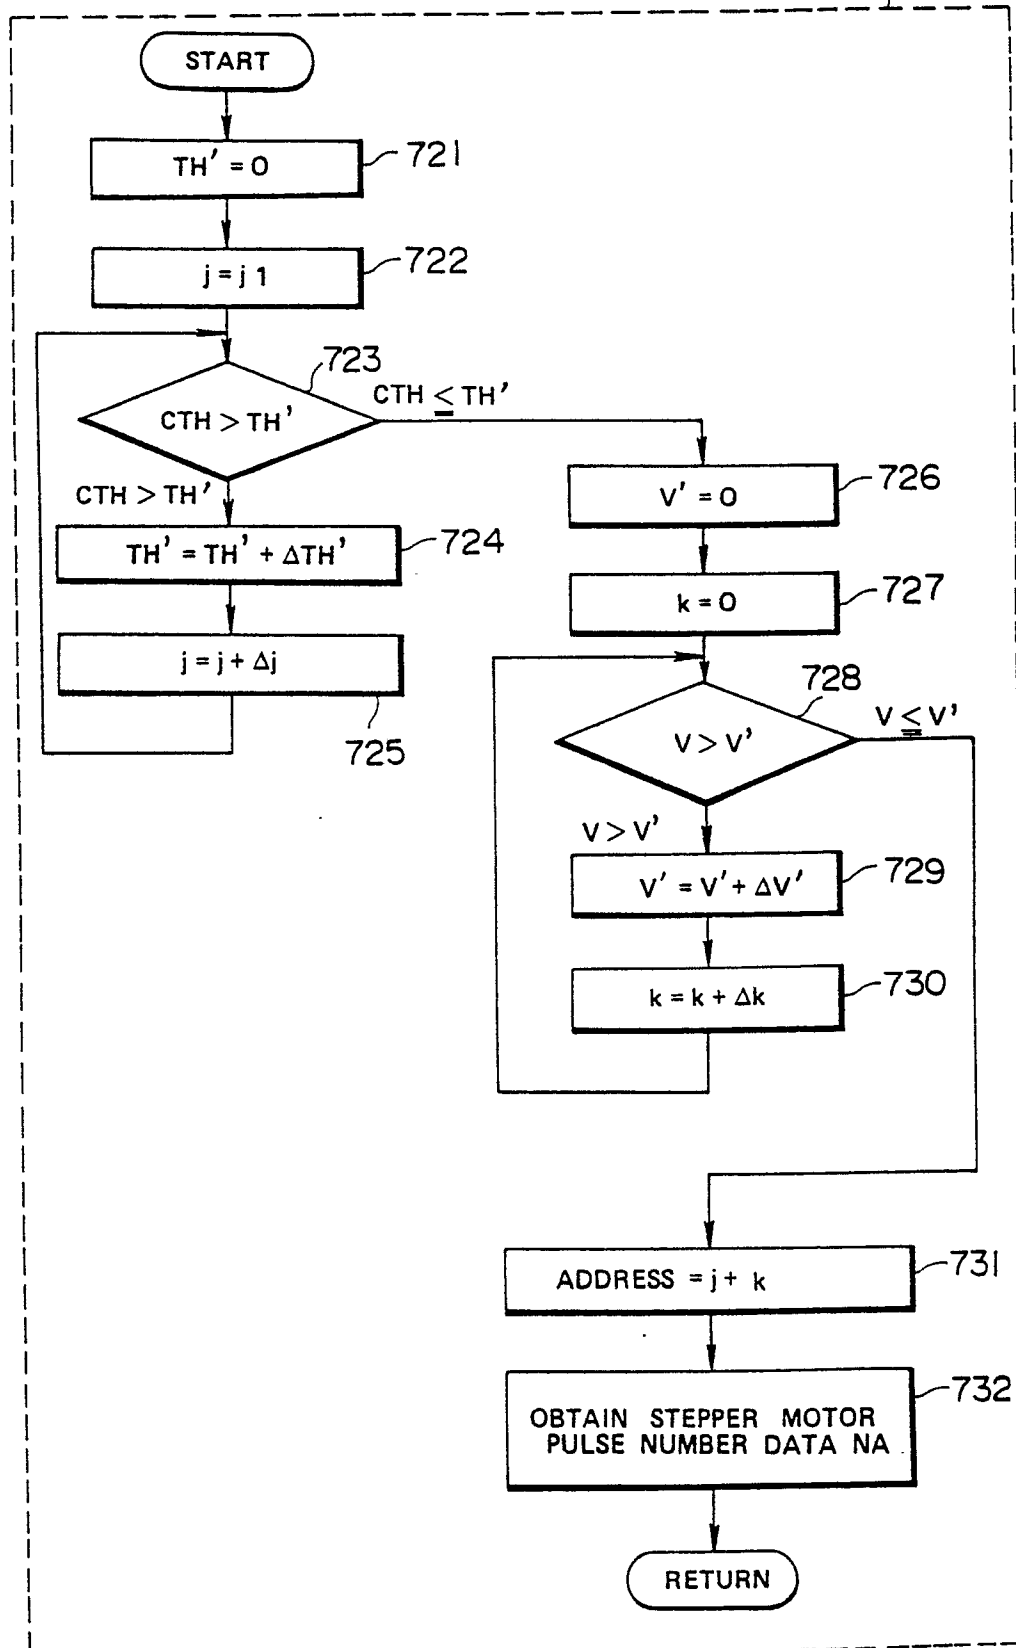 START
TH' = 0
721
j = j 1
722
723
CTH > TH'
CTH ≤ TH'
CTH > TH'
TH' = TH' + ΔTH'
724
j = j + Δj
725
V' = 0
726
k = 0
727
728
V > V'
V ≤ V'
V > V'
V' = V' + ΔV'
729
k = k + Δk
730
ADDRESS = j + k
731
OBTAIN STEPPER MOTOR
PULSE NUMBER DATA NA
732
RETURN